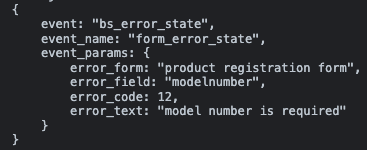 {
    event: "bs_error_state",
    event_name: "form_error_state",
    event_params: {
        error_form: "product registration form",
        error_field: "modelnumber",
        error_code: 12,
        error_text: "model number is required"
    }
}